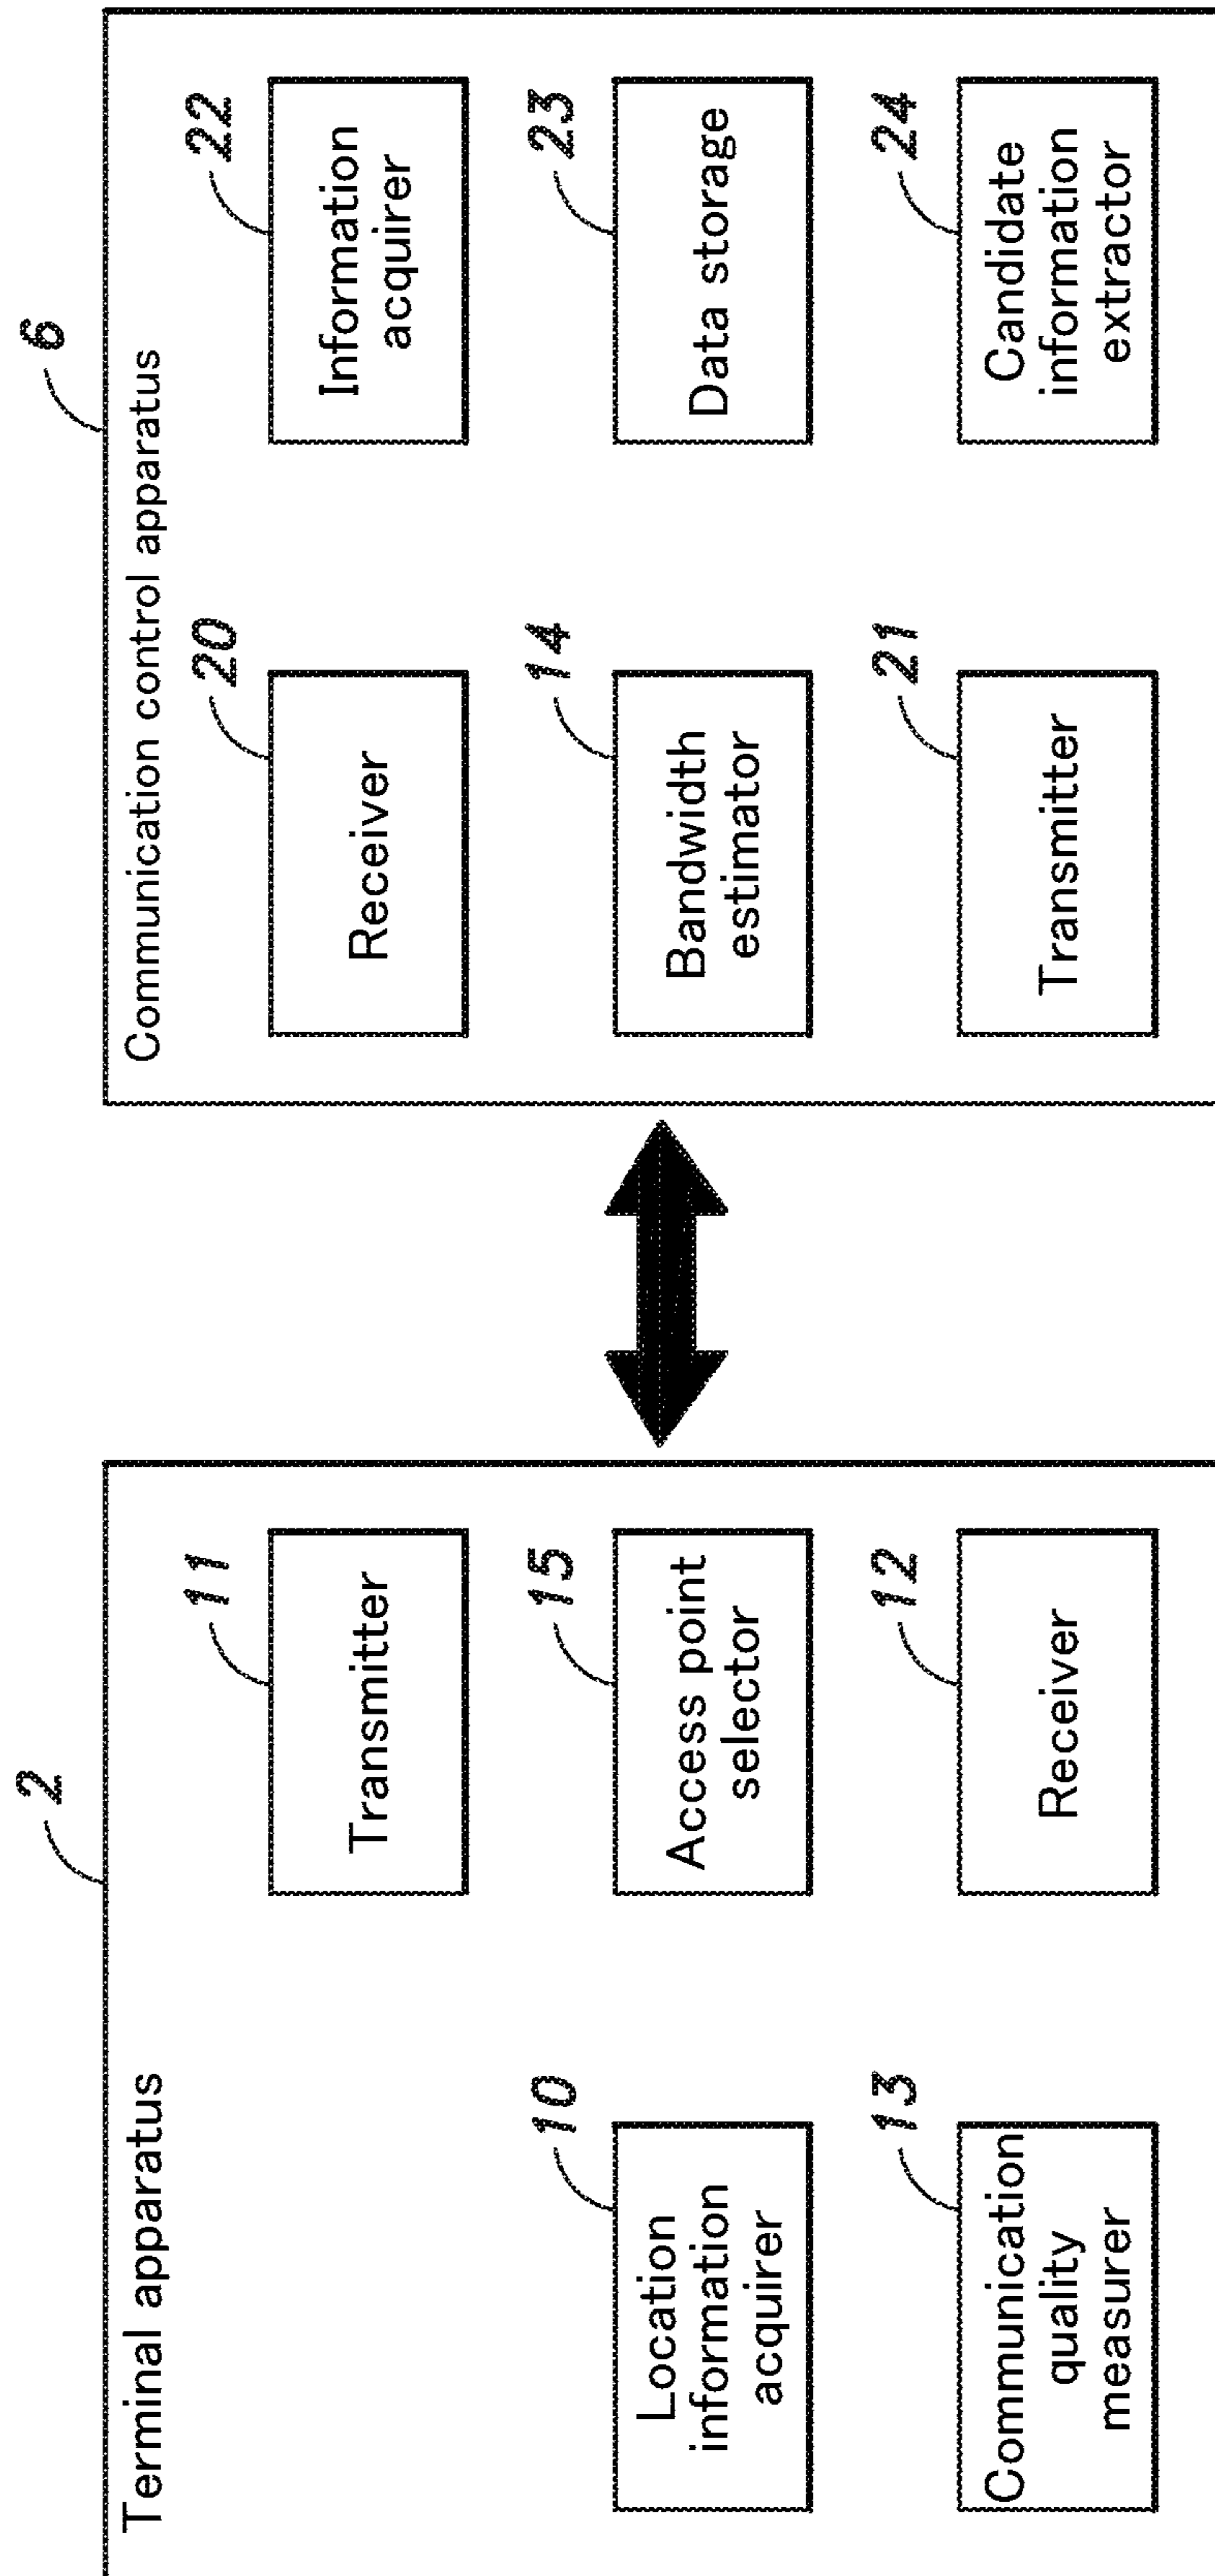 2
Terminal apparatus
11
Transmitter
10
Location
information
acquirer
15
Access point
selector
13
Communication
quality
measurer
12
Receiver
6
Communication control apparatus
20
Receiver
22
Information
acquirer
14
Bandwidth
estimator
23
Data storage
21
Transmitter
24
Candidate
information
extractor